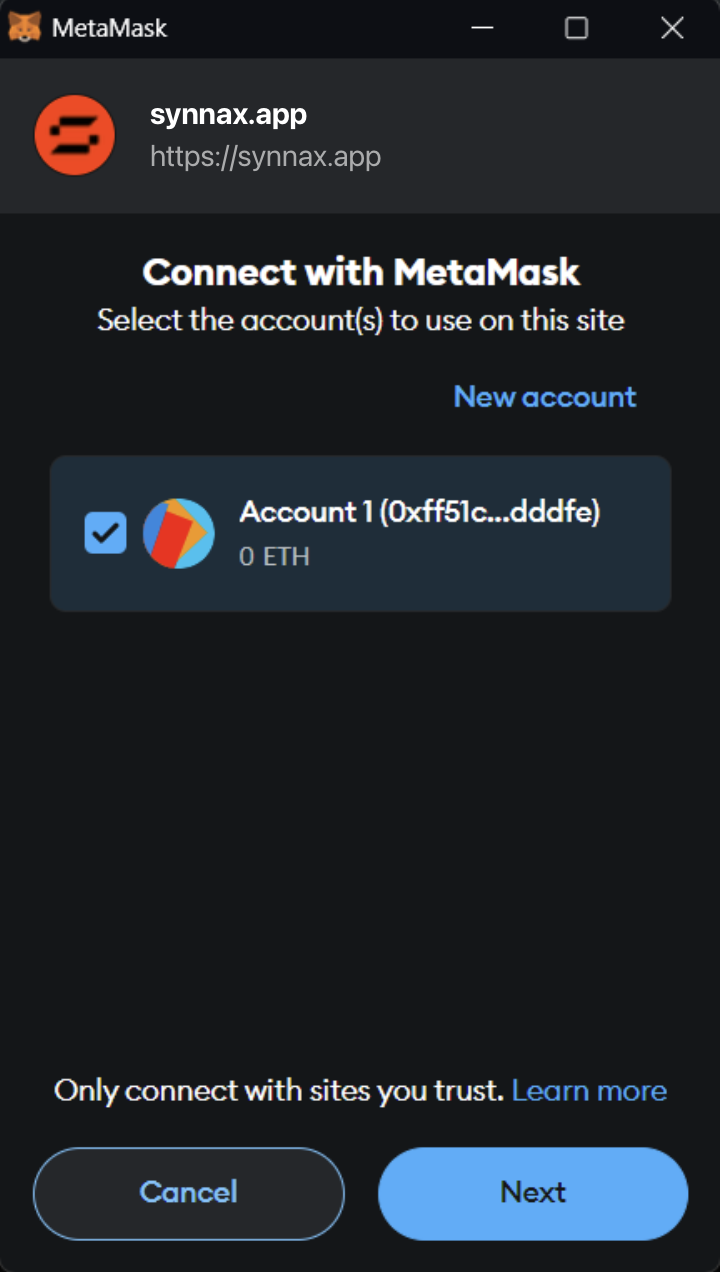 MetaMask
synnax.app
https://synnax.app
Connect with MetaMask
Select the account(s) to use on this site
New account
Account 1 (0xff51c...dddfe)
0 ETH
Only connect with sites you trust. Learn more
Cancel
Next